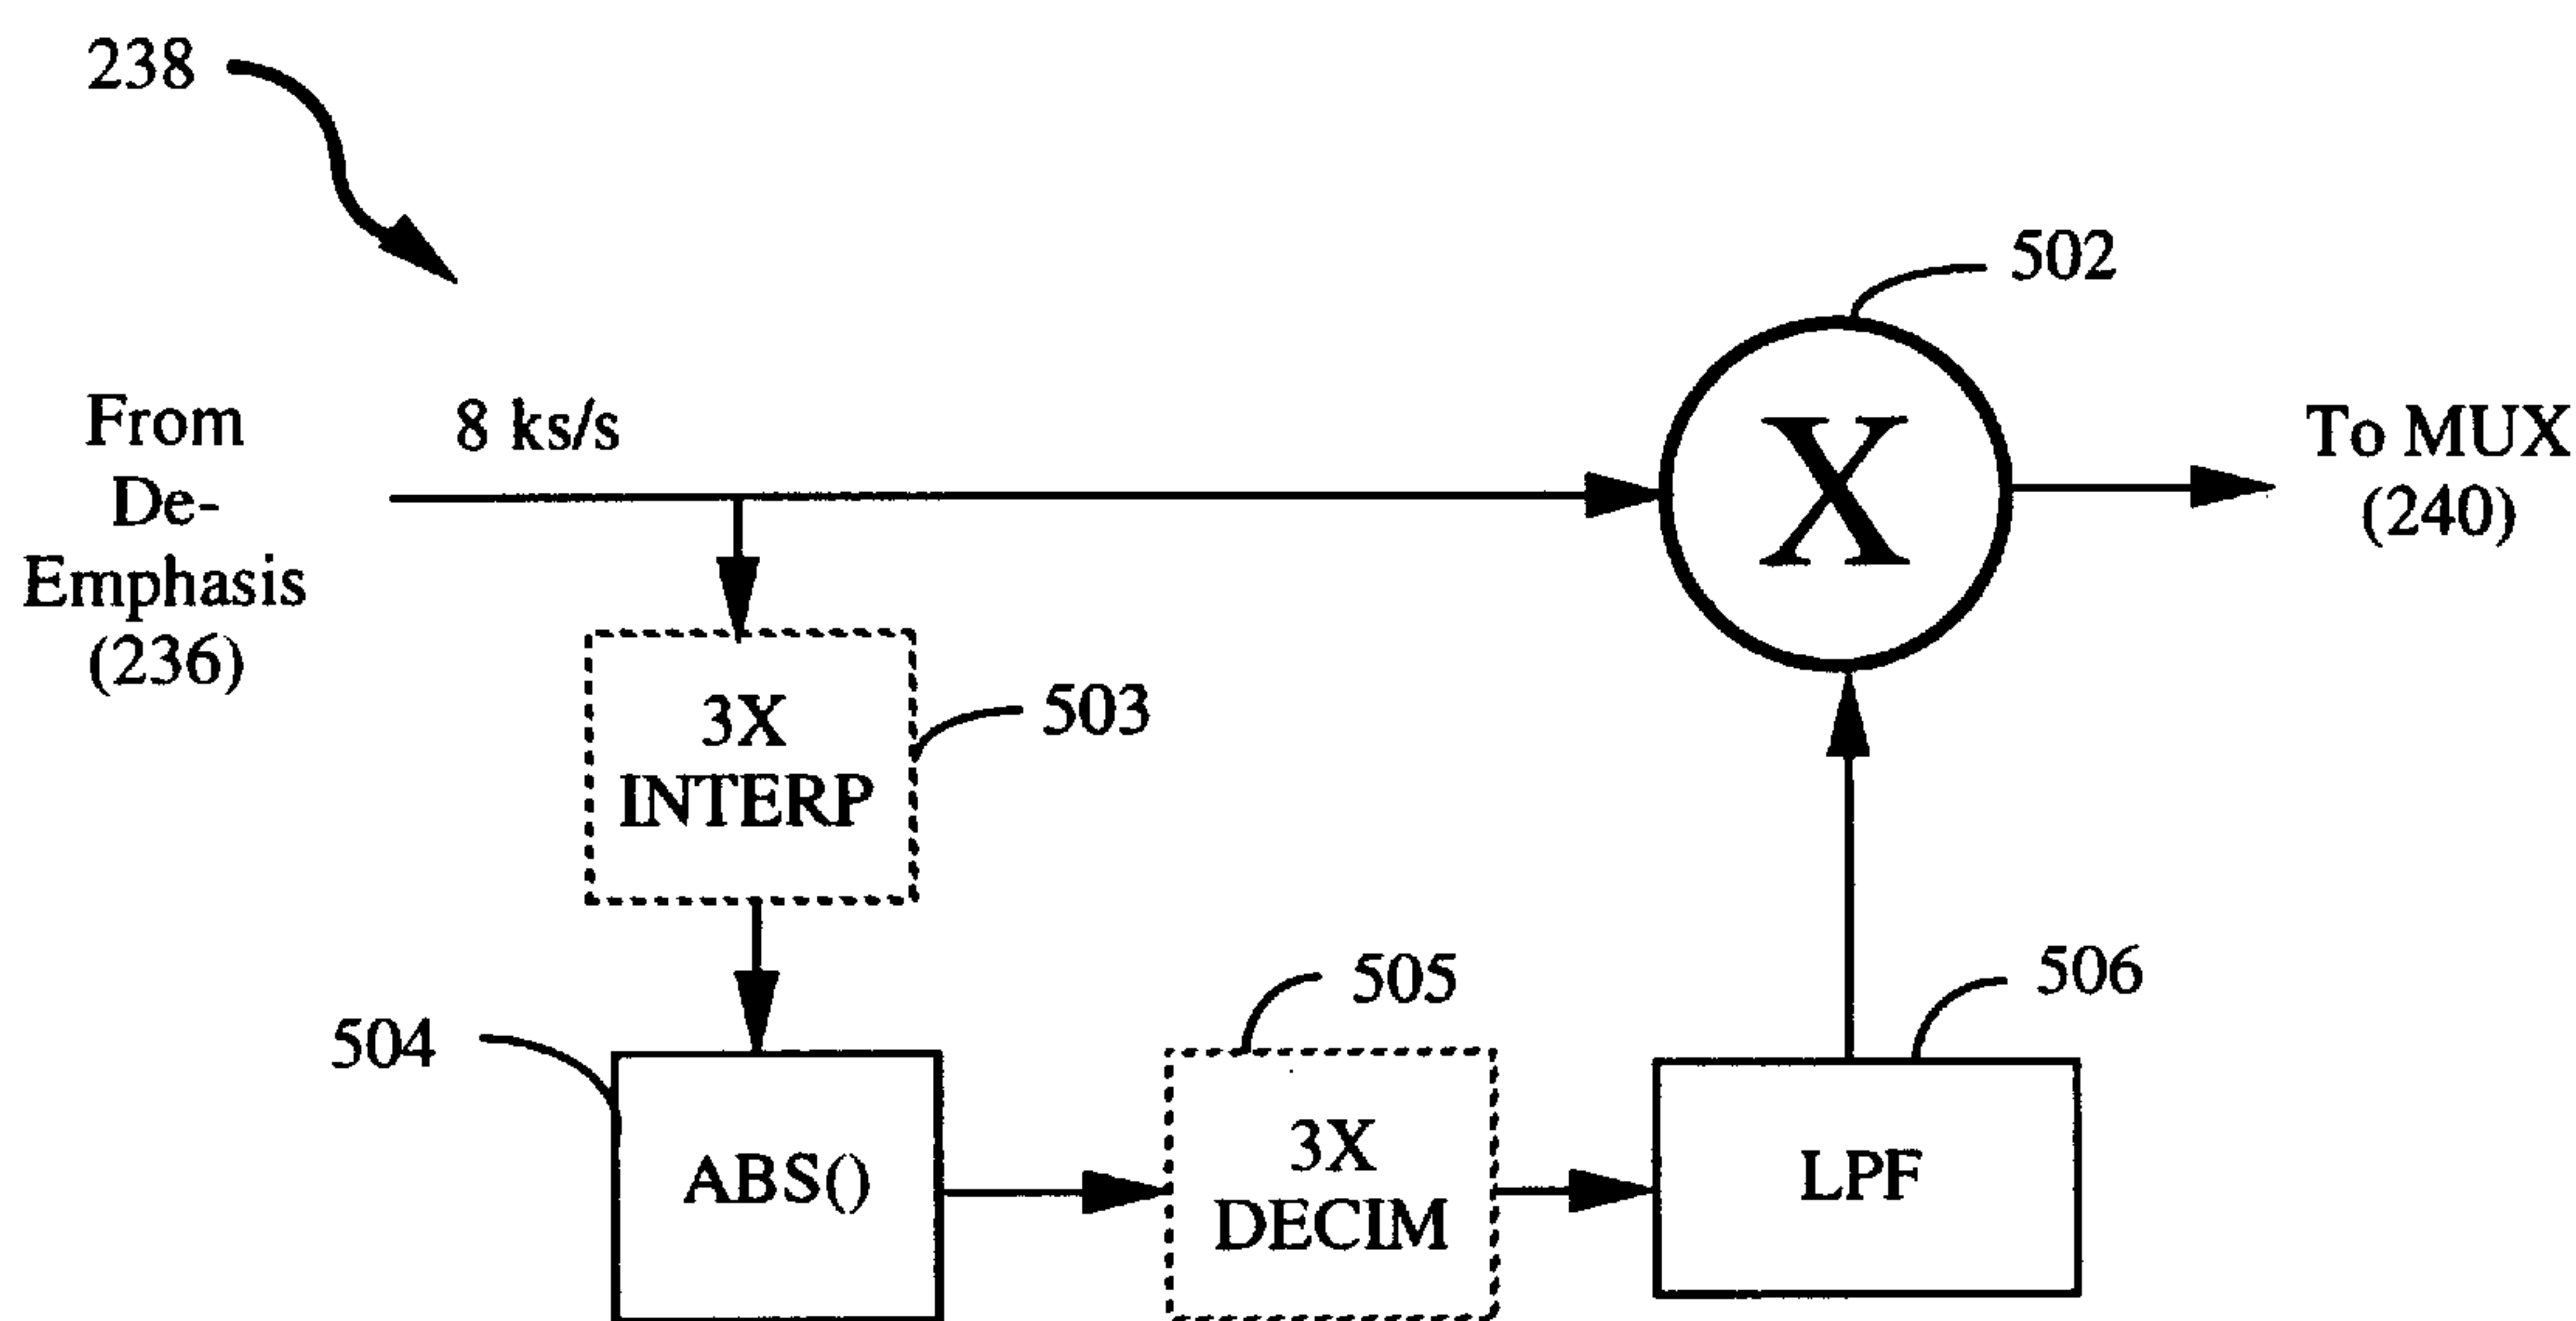 238
502
From
De-
Emphasis
(236)
8 ks/s
X
To MUX
(240)
3X
INTERP
503
504
ABS()
505
3X
DECIM
506
LPF